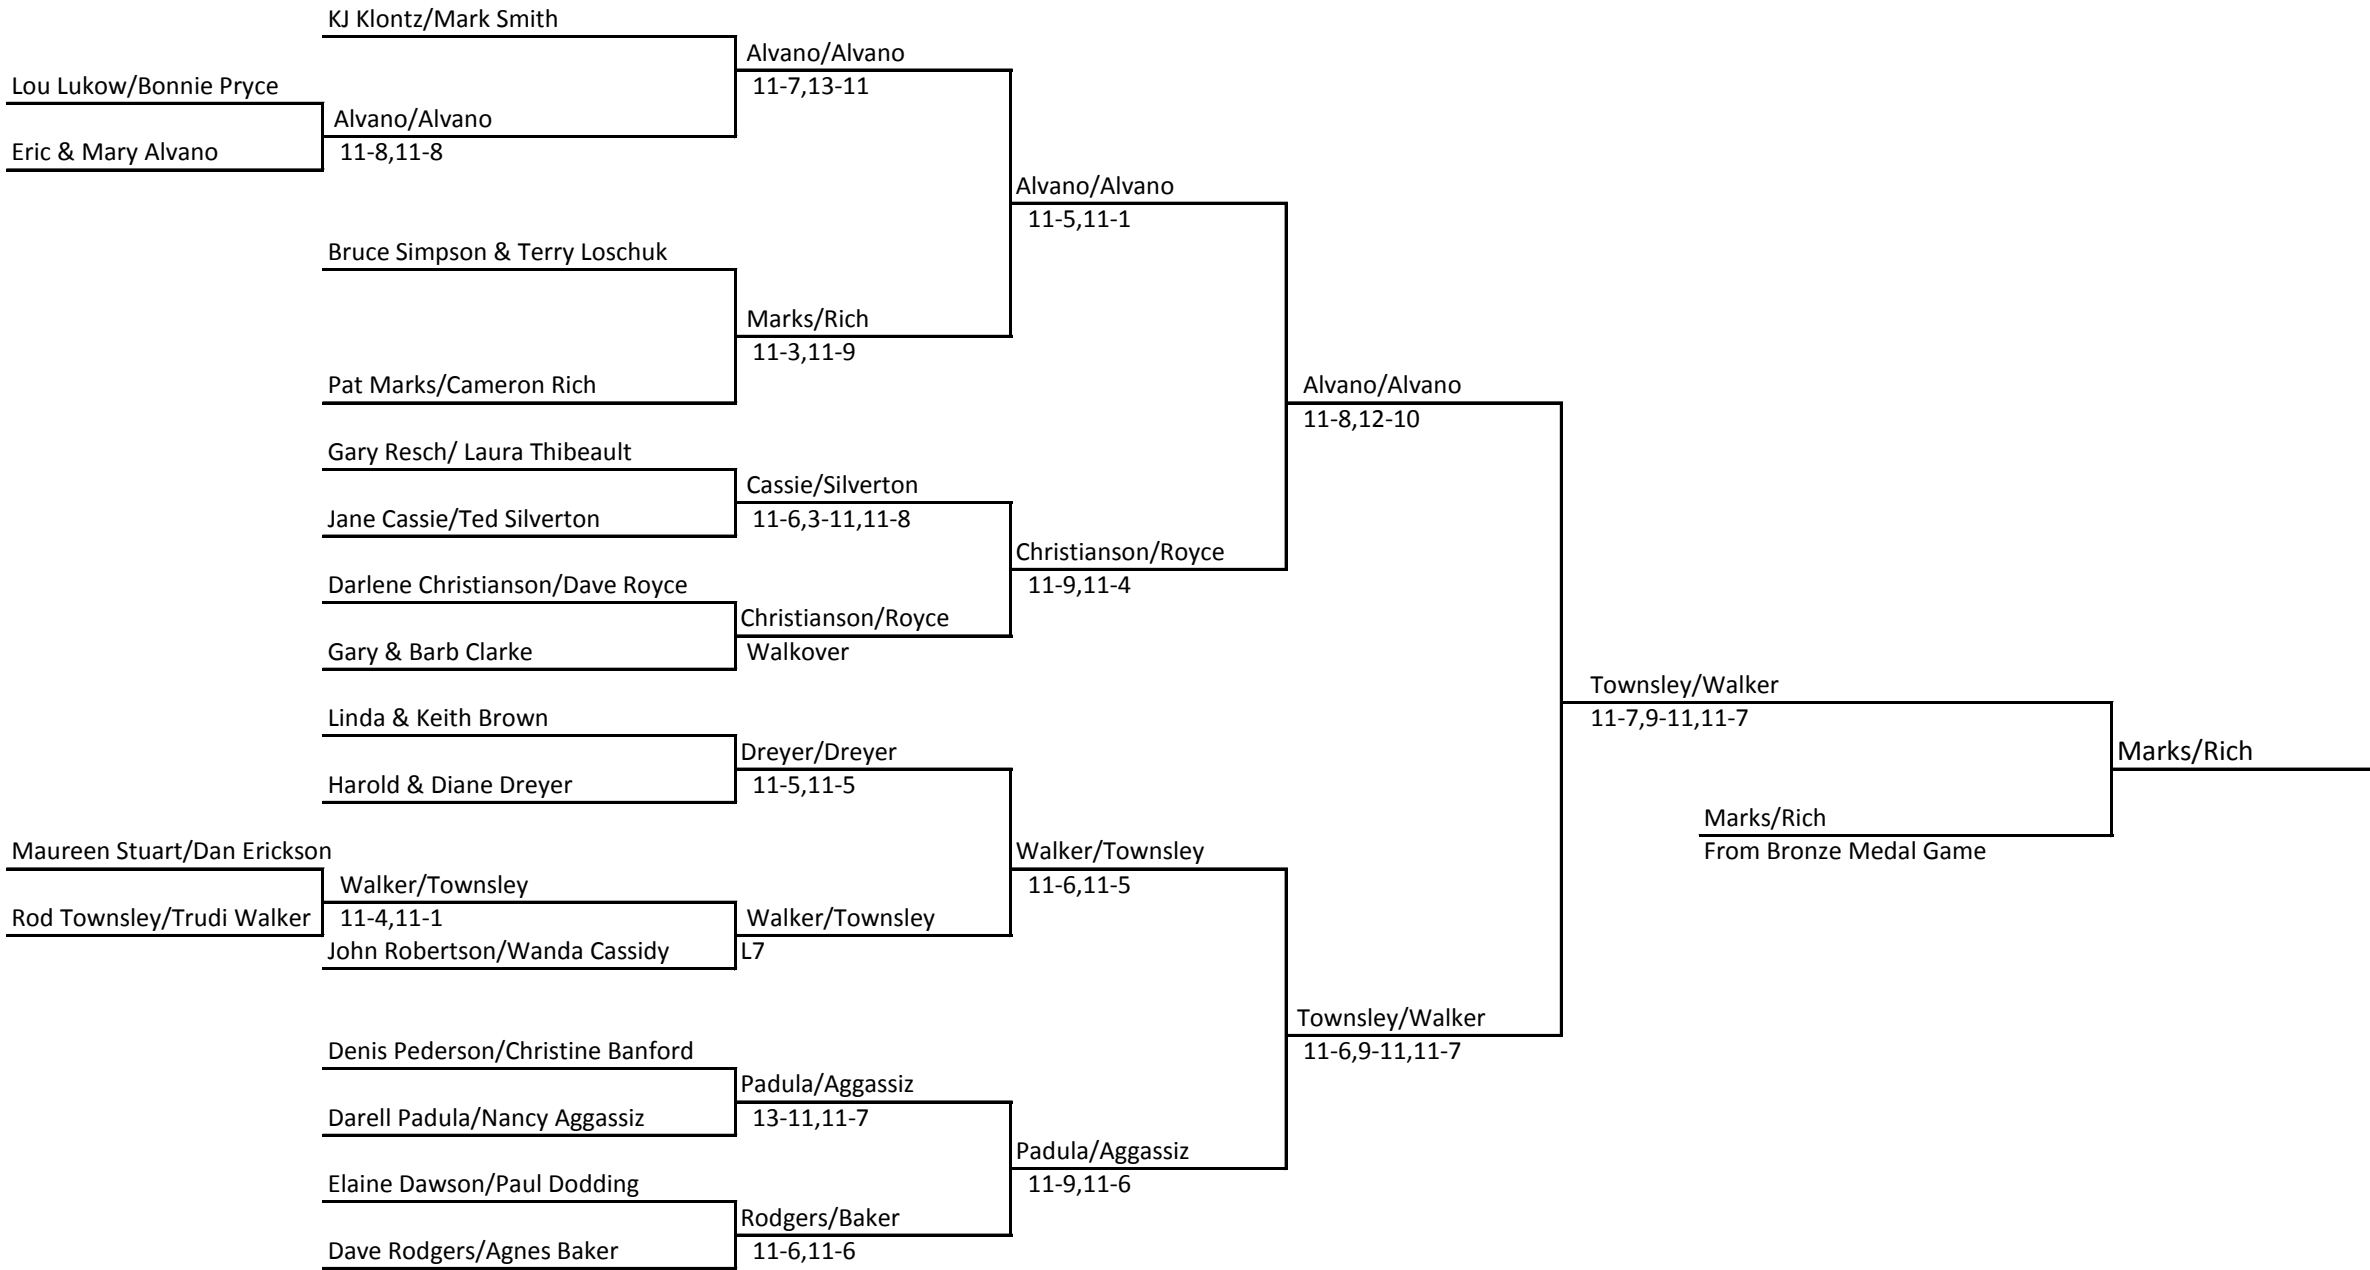 KJ Klontz/Mark Smith
Alvano/Alvano
Lou Lukow/Bonnie Pryce
11-7,13-11
Alvano/Alvano
Eric & Mary Alvano
11-8,11-8
Alvano/Alvano
11-5,11-1
Bruce Simpson & Terry Loschuk
Marks/Rich
11-3,11-9
Pat Marks/Cameron Rich
Alvano/Alvano
11-8,12-10
Gary Resch/ Laura Thibeault
Cassie/Silverton
Jane Cassie/Ted Silverton
11-6,3-11,11-8
Christianson/Royce
Darlene Christianson/Dave Royce
11-9,11-4
Christianson/Royce
Gary & Barb Clarke
Walkover
Townsley/Walker
Linda & Keith Brown
11-7,9-11,11-7
Dreyer/Dreyer
Marks/Rich
Harold & Diane Dreyer
11-5,11-5
Marks/Rich
Maureen Stuart/Dan Erickson
Walker/Townsley
From Bronze Medal Game
Walker/Townsley
11-6,11-5
Rod Townsley/Trudi Walker
11-4,11-1
Walker/Townsley
John Robertson/Wanda Cassidy
L7
Townsley/Walker
Denis Pederson/Christine Banford
11-6,9-11,11-7
Padula/Aggassiz
Darell Padula/Nancy Aggassiz
13-11,11-7
Padula/Aggassiz
Elaine Dawson/Paul Dodding
11-9,11-6
Rodgers/Baker
Dave Rodgers/Agnes Baker
11-6,11-6